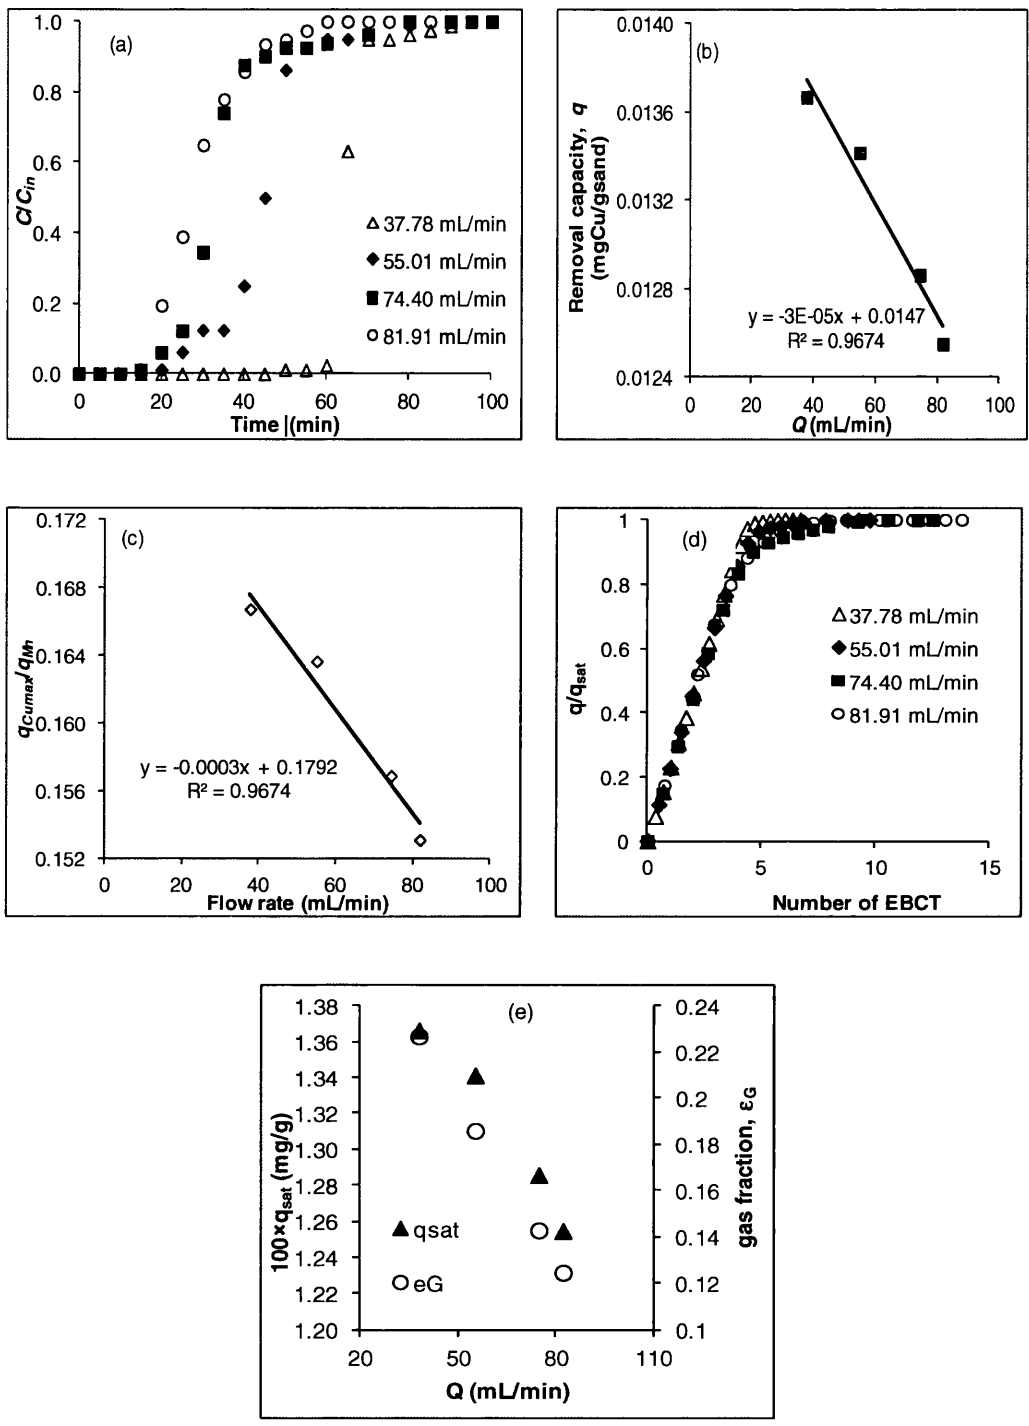 (a)
1.0
0.8
0.6
0.4
0.2
0.0
C/Cin
0 20 40 60 80 100
Time|(min)
37.78 mL/min
55.01 mL/min
74.40 mL/min
81.91 mL/min
(b)
0.0140
0.0136
0.0132
0.0128
0.0124
Removal capacity, q
(mgCu/gsand)
y = -3E-05x + 0.0147
R² = 0.9674
0 20 40 60 80 100
Q (mL/min)
(c)
0.172
0.168
0.164
0.160
0.156
0.152
qCumax/qMn
y = -0.0003x + 0.1792
R² = 0.9674
0 20 40 60 80 100
Flow rate (mL/min)
(d)
1
0.8
0.6
0.4
0.2
0
q/qsat
37.78 mL/min
55.01 mL/min
74.40 mL/min
81.91 mL/min
0 5 10 15
Number of EBCT
(e)
1.38
1.36
1.34
1.32
1.30
1.28
1.26
1.24
1.22
1.20
100×qsat (mg/g)
qsat
eG
0.24
0.22
0.2
0.18
0.16
0.14
0.12
0.1
gas fraction, εG
20 50 80 110
Q (mL/min)